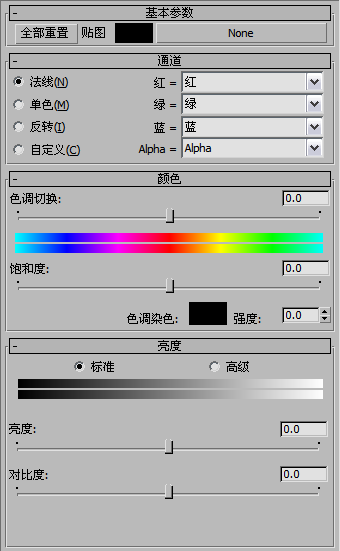 基本参数
全部重置 贴图 None
通道
法线(N) 红 = 红
单色(M) 绿 = 绿
反转(I) 蓝 = 蓝
自定义(C) Alpha = Alpha
颜色
色调切换: 0.0
饱和度: 0.0
色调染色: 强度: 0.0
亮度
标准 高级
亮度: 0.0
对比度: 0.0